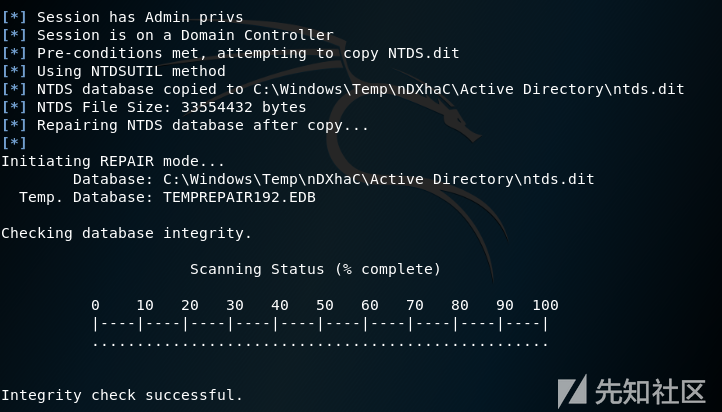 [*] Session has Admin privs
[*] Session is on a Domain Controller
[*] Pre-conditions met, attempting to copy NTDS.dit
[*] Using NTDSUTIL method
[*] NTDS database copied to C:\Windows\Temp\nDXhaC\Active Directory\ntds.dit
[*] NTDS File Size: 33554432 bytes
[*] Repairing NTDS database after copy...
[*]
Initiating REPAIR mode...
        Database: C:\Windows\Temp\nDXhaC\Active Directory\ntds.dit
  Temp. Database: TEMPREPAIR192.EDB
Checking database integrity.
                     Scanning Status (% complete)
          0    10   20   30   40   50   60   70   80   90  100
          |----|----|----|----|----|----|----|----|----|----|
          ...................................................
Integrity check successful.
先知社区